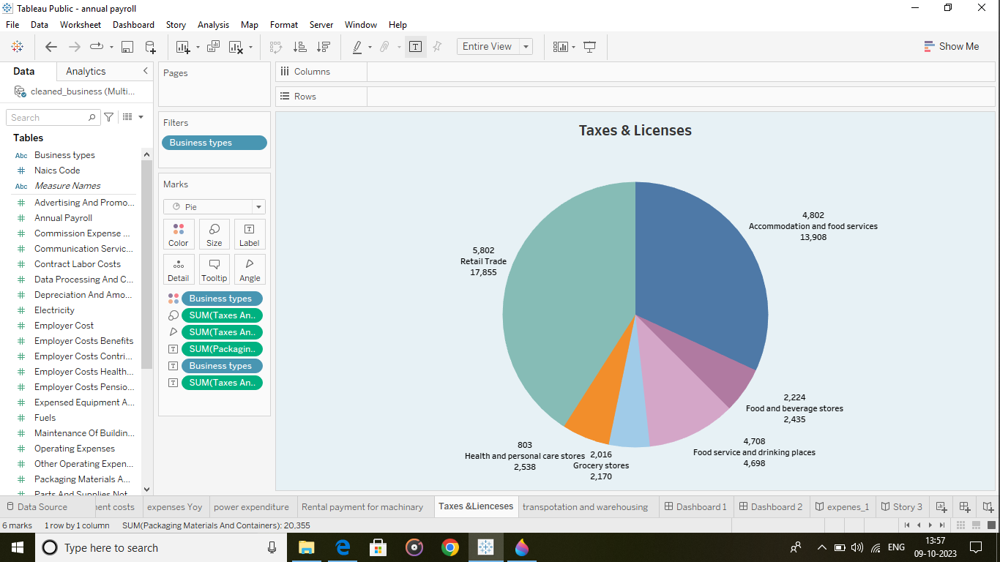 Tableau Public - annual payroll
File Data Worksheet Dashboard Story Analysis Map Format Server Window Help
Entire View
Show Me
Data Analytics
cleaned_business (Multi...
Search
Tables
Abc Business types
# Naics Code
Abc Measure Names
# Advertising And Promo...
# Annual Payroll
# Commission Expense ...
# Communication Servic...
# Contract Labor Costs
# Data Processing And C...
# Depreciation And Amo...
# Electricity
# Employer Cost
# Employer Costs Benefits
# Employer Costs Contri...
# Employer Costs Health...
# Employer Costs Pensio...
# Expensed Equipment A...
# Fuels
# Maintenance Of Buildin...
# Operating Expenses
# Other Operating Expen...
# Packaging Materials A...
# Parts And Supplies Not
Pages
Filters
Business types
Marks
Pie
Color Size Label
Detail Tooltip Angle
Business types
SUM(Taxes An..
SUM(Taxes An..
SUM(Packagin..
Business types
SUM(Taxes An..
Columns
Rows
Taxes & Licenses
4,802
Accommodation and food services
13,908
5,802
Retail Trade
17,855
2,224
Food and beverage stores
2,435
4,708
Food service and drinking places
4,698
803
Health and personal care stores
2,538
2,016
Grocery stores
2,170
Data Source ent costs expenses Yoy power expenditure Rental payment for machinary Taxes &Lienceses transpotation and warehousing Dashboard 1 Dashboard 2 expenes_1 Story 3
6 marks 1 row by 1 column SUM(Packaging Materials And Containers): 20,355
Type here to search
ENG
13:57
09-10-2023